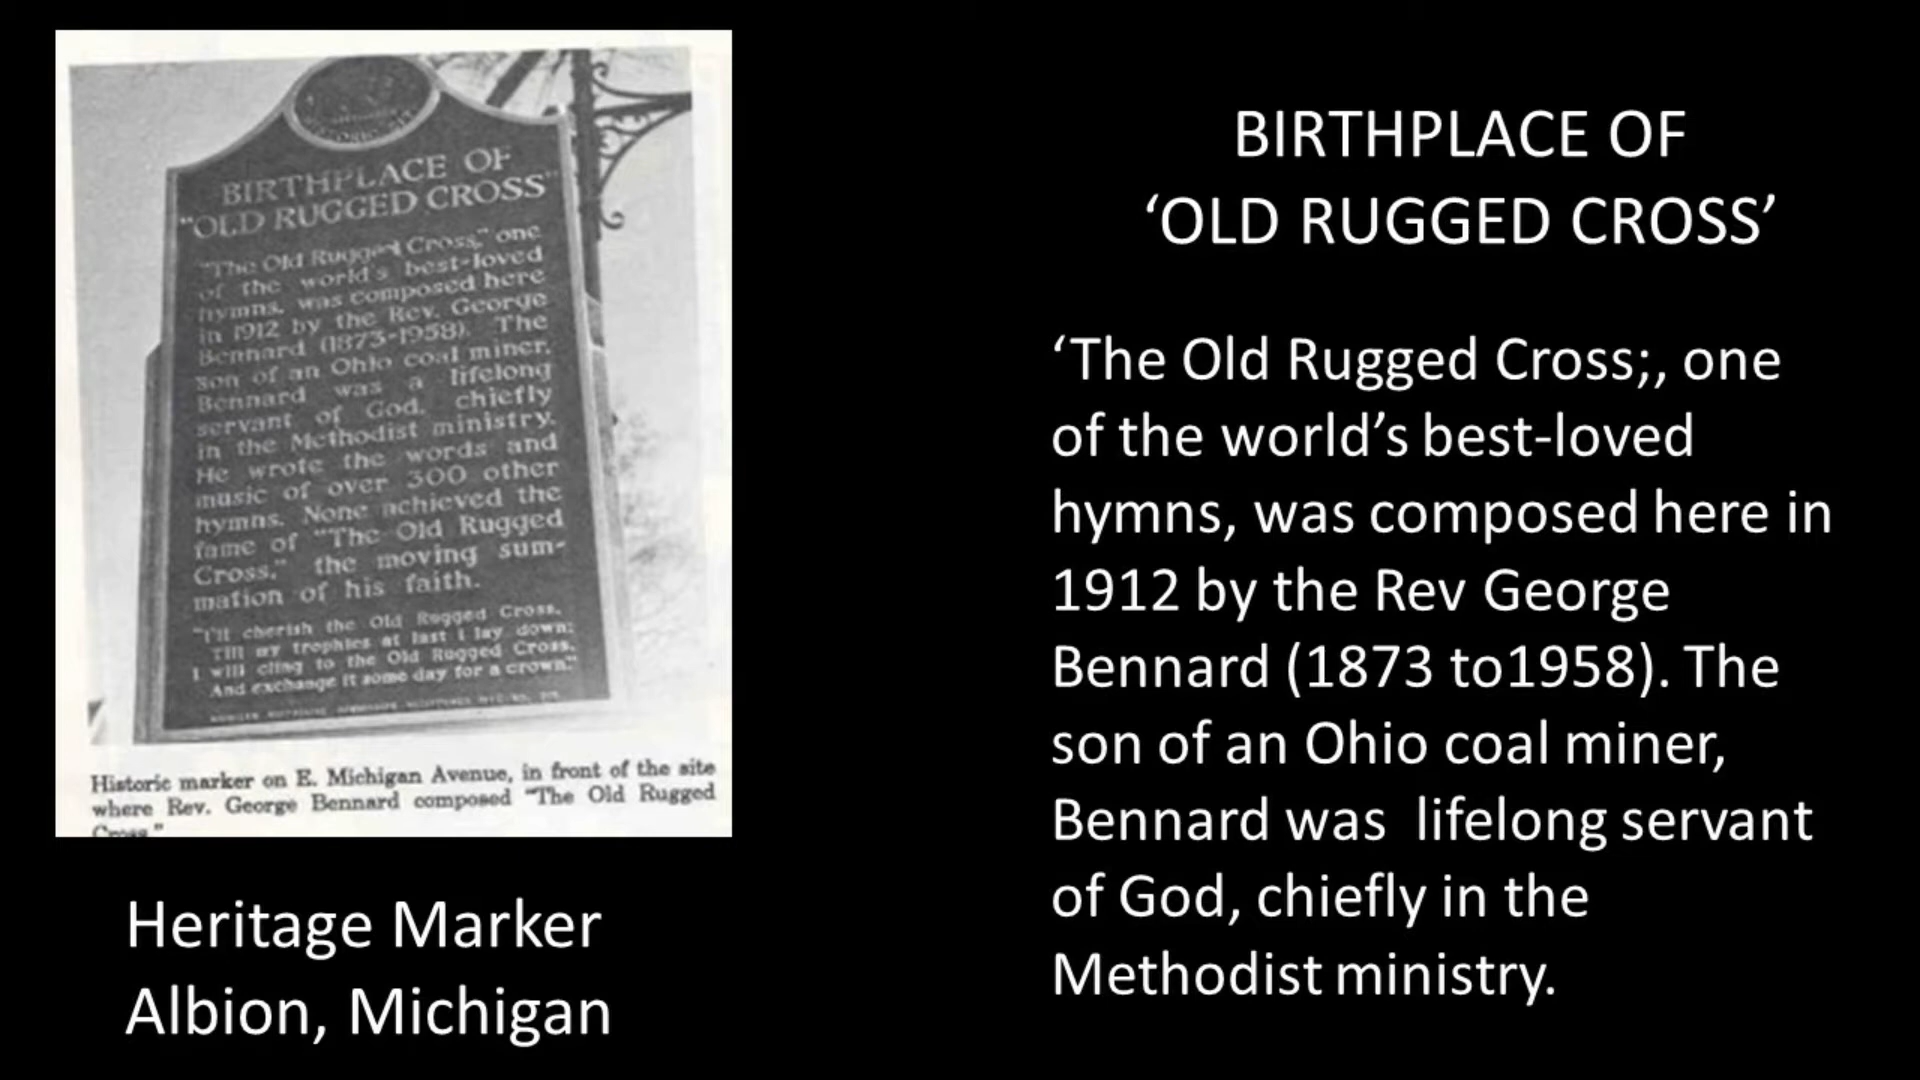 BIRTHPLACE OF
"OLD RUGGED CROSS"
"The Old Rugged Cross," one
of the world's best-loved
hymns, was composed here
in 1912 by the Rev. George
Bennard (1873-1958). The
son of an Ohio coal miner,
Bennard was a lifelong
servant of God, chiefly
in the Methodist ministry.
He wrote the words and
music of over 300 other
hymns. None achieved the
fame of "The Old Rugged
Cross," the moving sum-
mation of his faith.
"I'll cherish the Old Rugged Cross,
Till my trophies at last I lay down;
I will cling to the Old Rugged Cross,
And exchange it some day for a crown."
Historic marker on E. Michigan Avenue, in front of the site
where Rev. George Bennard composed "The Old Rugged
Cross."
Heritage Marker
Albion, Michigan
BIRTHPLACE OF
‘OLD RUGGED CROSS’
‘The Old Rugged Cross;, one
of the world’s best-loved
hymns, was composed here in
1912 by the Rev George
Bennard (1873 to1958). The
son of an Ohio coal miner,
Bennard was  lifelong servant
of God, chiefly in the
Methodist ministry.